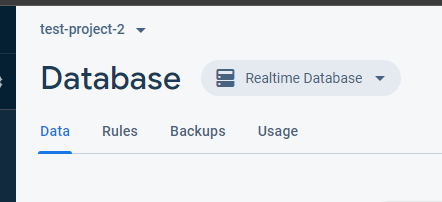 test-project-2
Database Realtime Database
Data Rules Backups Usage